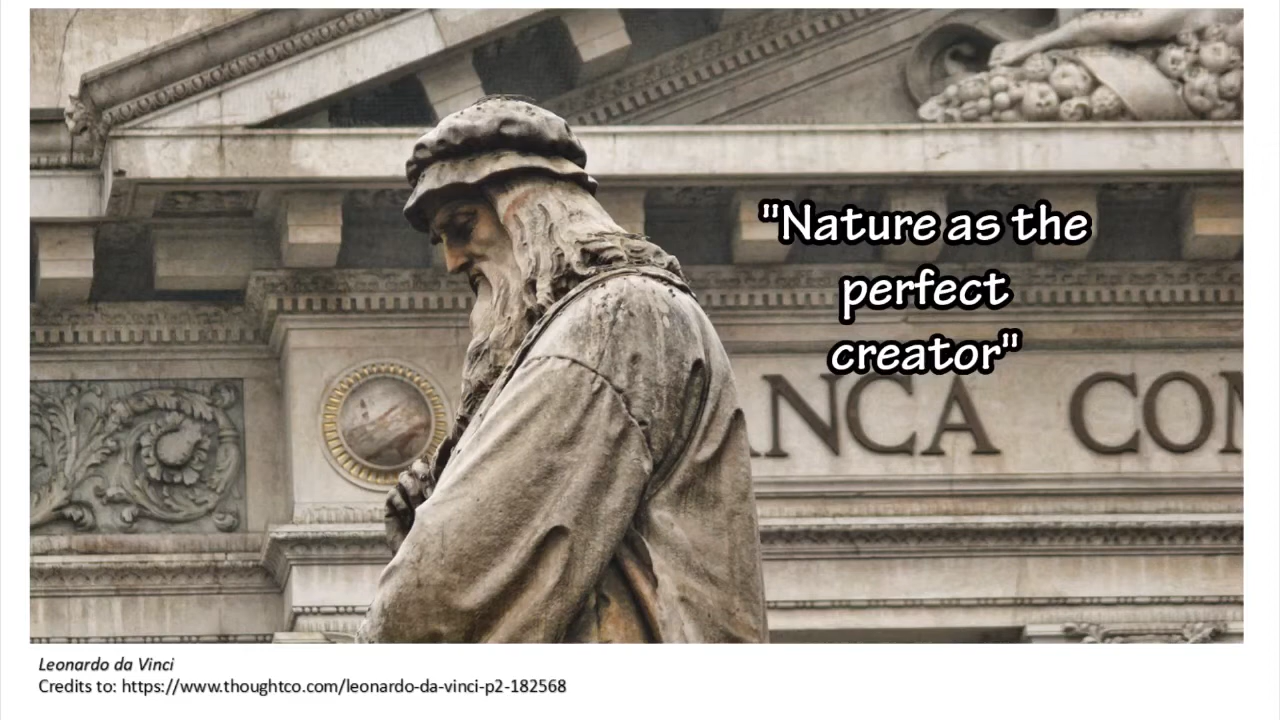 "Nature as the
perfect
creator"
NCA COM
Leonardo da Vinci
Credits to: https://www.thoughtco.com/leonardo-da-vinci-p2-182568